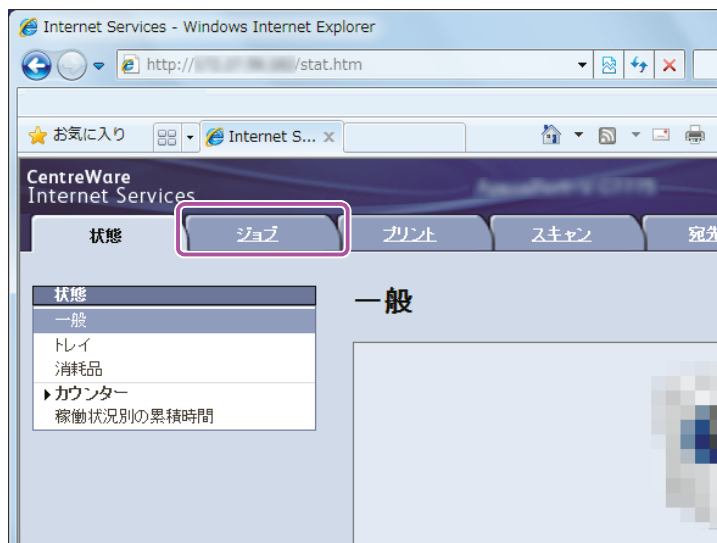 Internet Services - Windows Internet Explorer
http:// /stat.htm
お気に入り Internet S...
CentreWare
Internet Services
状態 ジョブ プリント スキャン 宛先
状態
一般
一般
トレイ
消耗品
カウンター
稼働状況別の累積時間